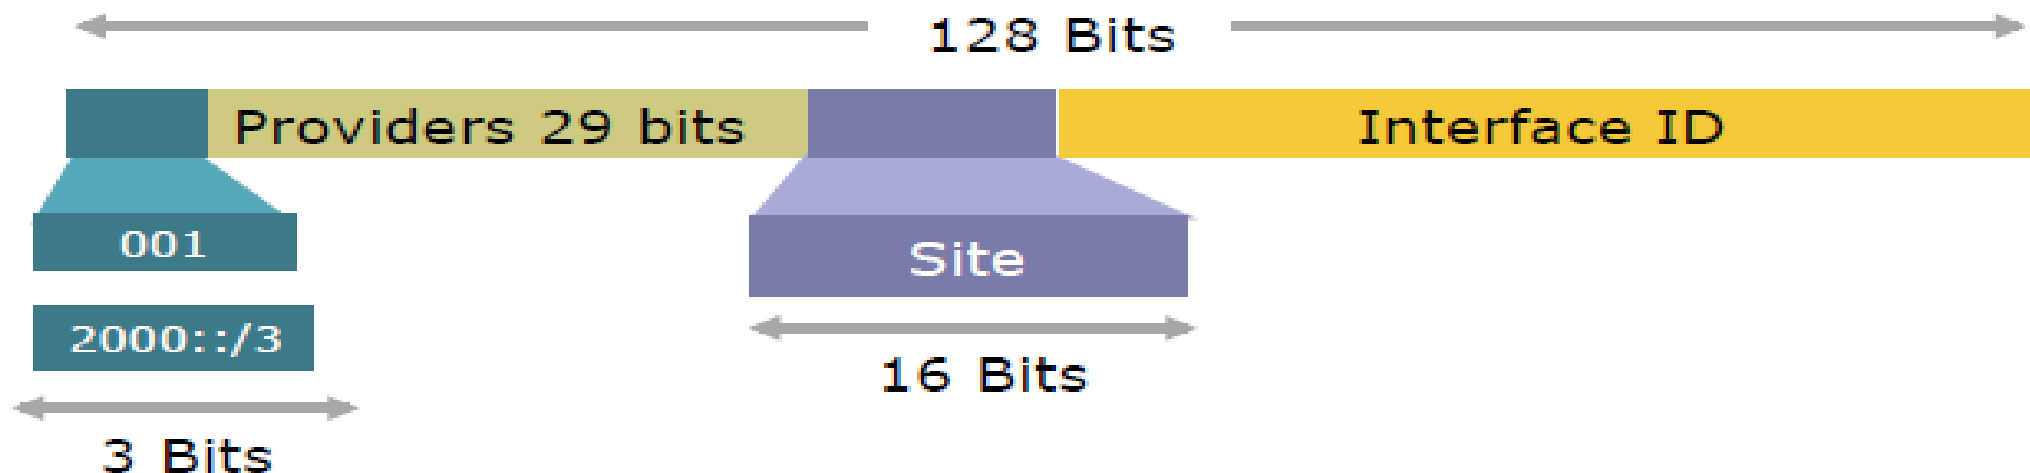 128 Bits
Providers 29 bits
Interface ID
001
Site
2000::/3
16 Bits
3 Bits